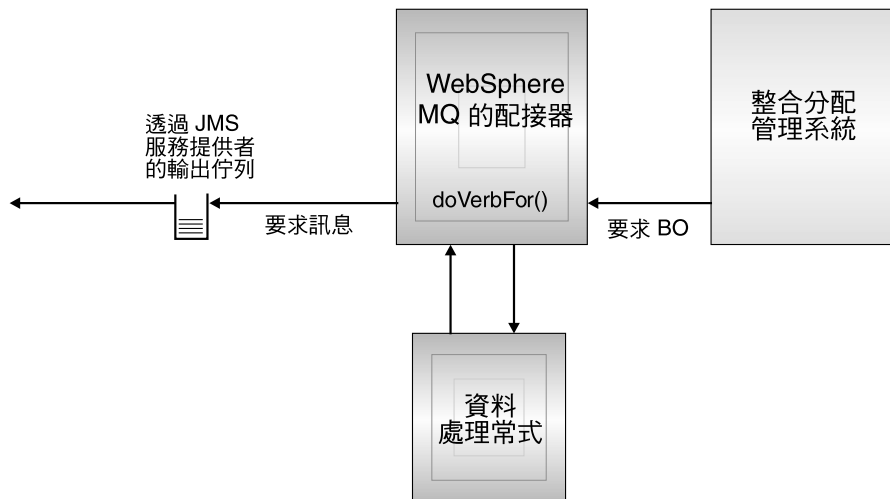 透過 JMS
服務提供者
的輸出佇列
要求訊息
WebSphere
MQ 的配接器
doVerbFor()
要求 BO
整合分配
管理系統
資料
處理常式